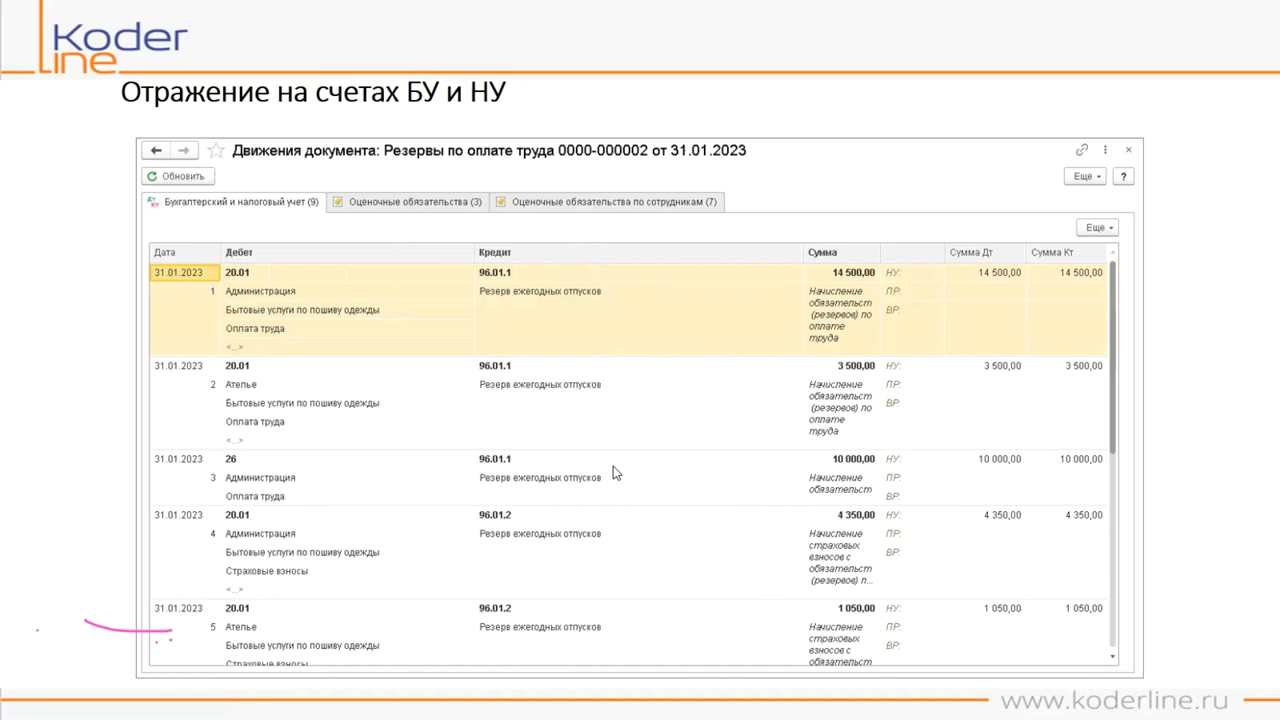 Koder
line
Отражение на счетах БУ и НУ
Движения документа: Резервы по оплате труда 0000-000002 от 31.01.2023
Обновить Еще ?
Бухгалтерский и налоговый учет (9) Оценочные обязательства (3) Оценочные обязательства по сотрудникам (7)
Еще
Дата Дебет Кредит Сумма Сумма Дт Сумма Кт
31.01.2023 20.01 96.01.1 14 500,00 НУ: 14 500,00 14 500,00
1 Администрация Резерв ежегодных отпусков Начисление ПР:
обязательст
Бытовые услуги по пошиву одежды (резервов) по ВР:
оплате
Оплата труда труда
<...>
31.01.2023 20.01 96.01.1 3 500,00 НУ: 3 500,00 3 500,00
2 Ателье Резерв ежегодных отпусков Начисление ПР:
обязательст
Бытовые услуги по пошиву одежды (резервов) по ВР:
оплате
Оплата труда труда
<...>
31.01.2023 26 96.01.1 10 000,00 НУ: 10 000,00 10 000,00
3 Администрация Резерв ежегодных отпусков Начисление ПР:
обязательст
Оплата труда ВР:
31.01.2023 20.01 96.01.2 4 350,00 НУ: 4 350,00 4 350,00
4 Администрация Резерв ежегодных отпусков Начисление ПР:
страховых
Бытовые услуги по пошиву одежды взносов с ВР:
обязательст
Страховые взносы (резервов) п...
<...>
31.01.2023 20.01 96.01.2 1 050,00 НУ: 1 050,00 1 050,00
5 Ателье Резерв ежегодных отпусков Начисление ПР:
страховых
Бытовые услуги по пошиву одежды взносов с ВР:
Страховые взносы обязательст
www.koderline.ru